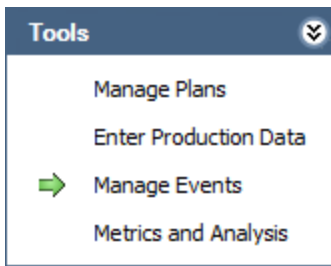 Tools
Manage Plans
Enter Production Data
Manage Events
Metrics and Analysis